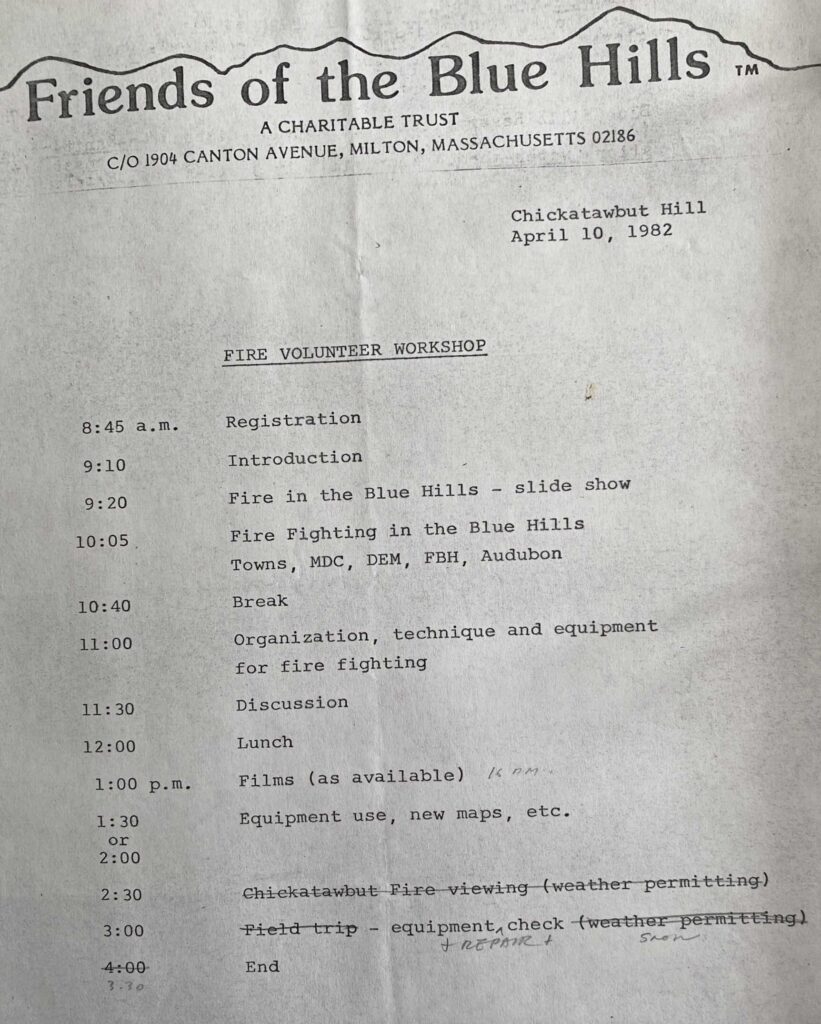 Friends of the Blue Hills ™
A CHARITABLE TRUST
C/O 1904 CANTON AVENUE, MILTON, MASSACHUSETTS 02186
Chickatawbut Hill
April 10, 1982
FIRE VOLUNTEER WORKSHOP
8:45 a.m. Registration
9:10 Introduction
9:20 Fire in the Blue Hills - slide show
10:05 Fire Fighting in the Blue Hills
Towns, MDC, DEM, FBH, Audubon
10:40 Break
11:00 Organization, technique and equipment
for fire fighting
11:30 Discussion
12:00 Lunch
1:00 p.m. Films (as available) 16 mm.
1:30 Equipment use, new maps, etc.
or
2:00
2:30 Chickatawbut Fire viewing (weather permitting)
3:00 Field trip - equipment check (weather permitting)
+ REPAIR + Snow
4:00 End
3.30